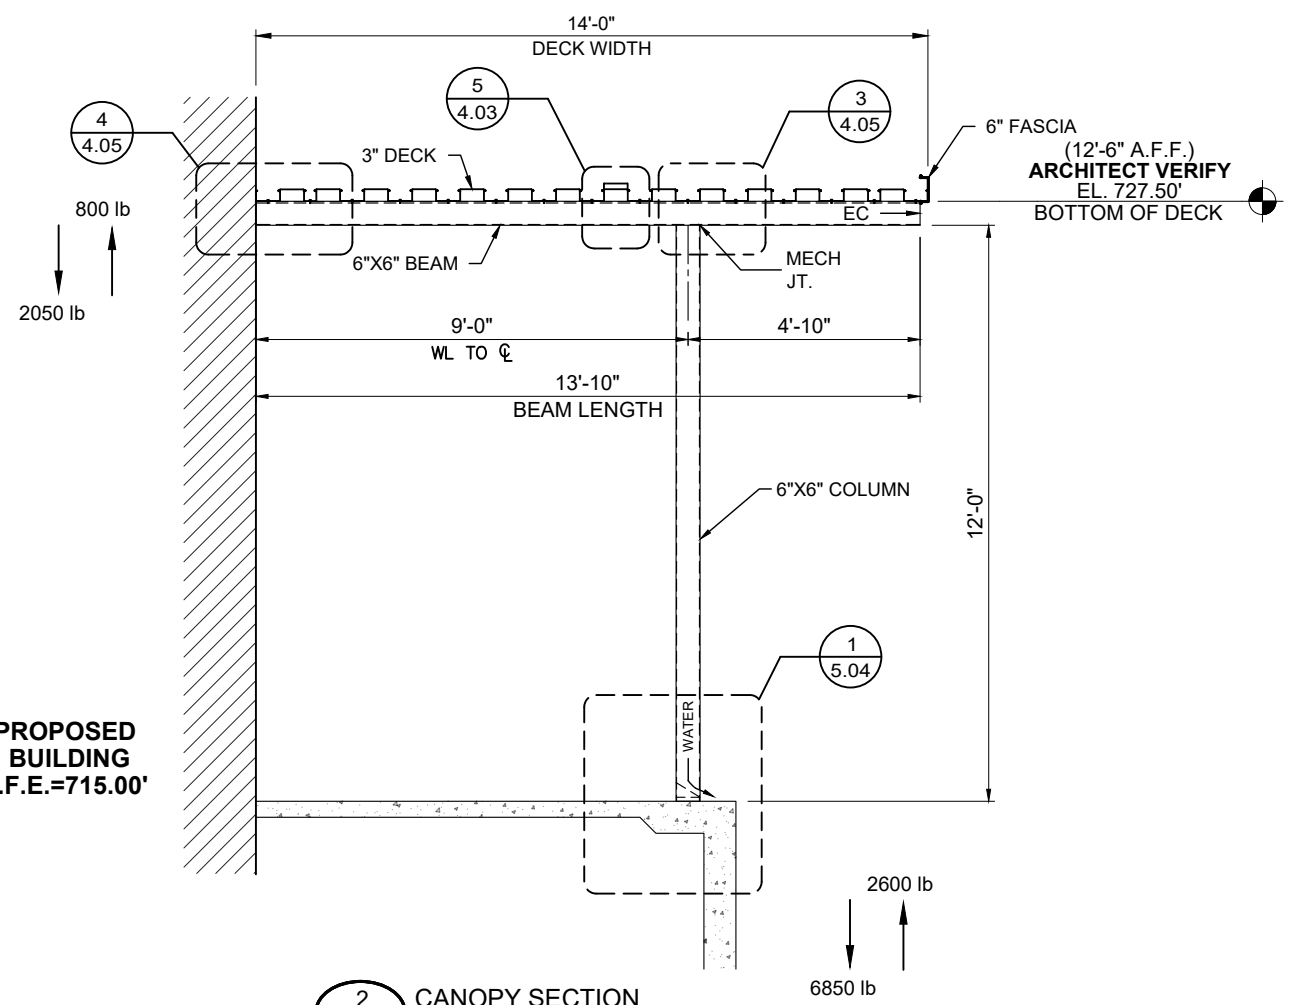 14'-0"
DECK WIDTH
5
4.03
3
4.05
4
4.05
6" FASCIA
(12'-6" A.F.F.)
ARCHITECT VERIFY
EL. 727.50'
BOTTOM OF DECK
3" DECK
800 lb
2050 lb
EC
6"X6" BEAM
MECH
JT.
9'-0"
WL TO ℄
4'-10"
13'-10"
BEAM LENGTH
6"X6" COLUMN
12'-0"
1
5.04
WATER
PROPOSED
BUILDING
.F.E.=715.00'
2600 lb
6850 lb
2
CANOPY SECTION